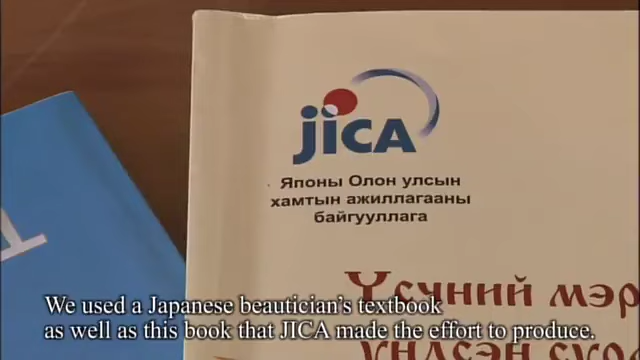 JICA
Японы Олон улсын
хамтын ажиллагааны
байгууллага
Үсчний мэр
We used a Japanese beautician's textbook
as well as this book that JICA made the effort to produce.